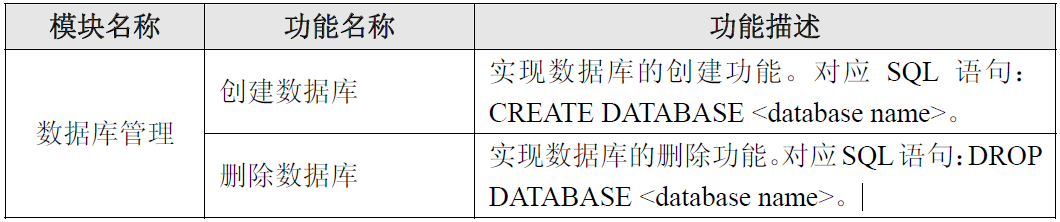 模块名称 功能名称 功能描述
数据库管理
创建数据库
实现数据库的创建功能。对应 SQL 语句：
CREATE DATABASE <database name>。
删除数据库
实现数据库的删除功能。对应SQL语句：DROP
DATABASE <database name>。